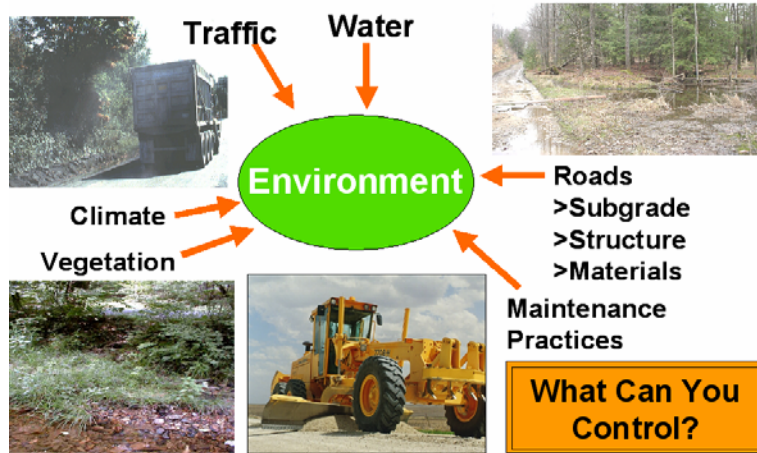 Traffic
Water
Environment
Climate
Vegetation
Roads
>Subgrade
>Structure
>Materials
Maintenance
Practices
What Can You
Control?